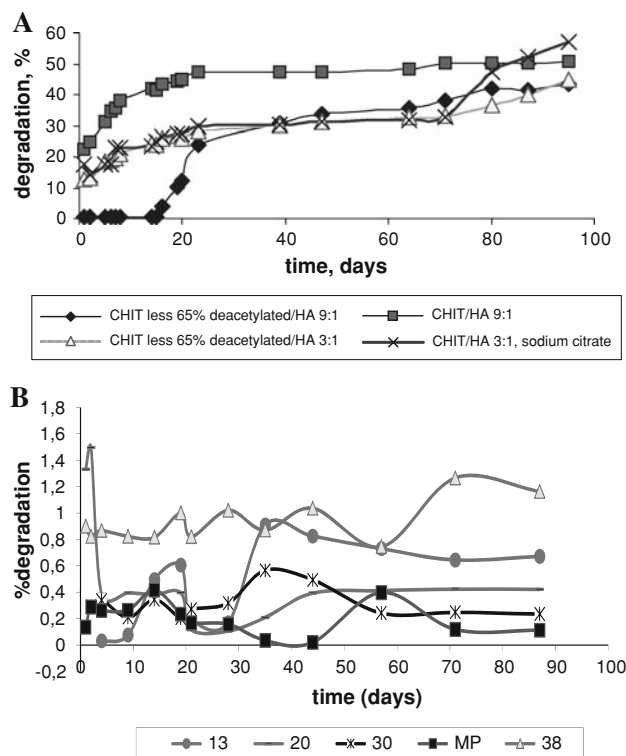 A
degradation, %
60
50
40
30
20
10
0
0 20 40 60 80 100
time, days
CHIT less 65% deacetylated/HA 9:1 CHIT/HA 9:1
CHIT less 65% deacetylated/HA 3:1 CHIT/HA 3:1, sodium citrate
B
%degradation
1,8
1,6
1,4
1,2
1
0,8
0,6
0,4
0,2
0
-0,2
0 10 20 30 40 50 60 70 80 90 100
time (days)
13 20 30 MP 38